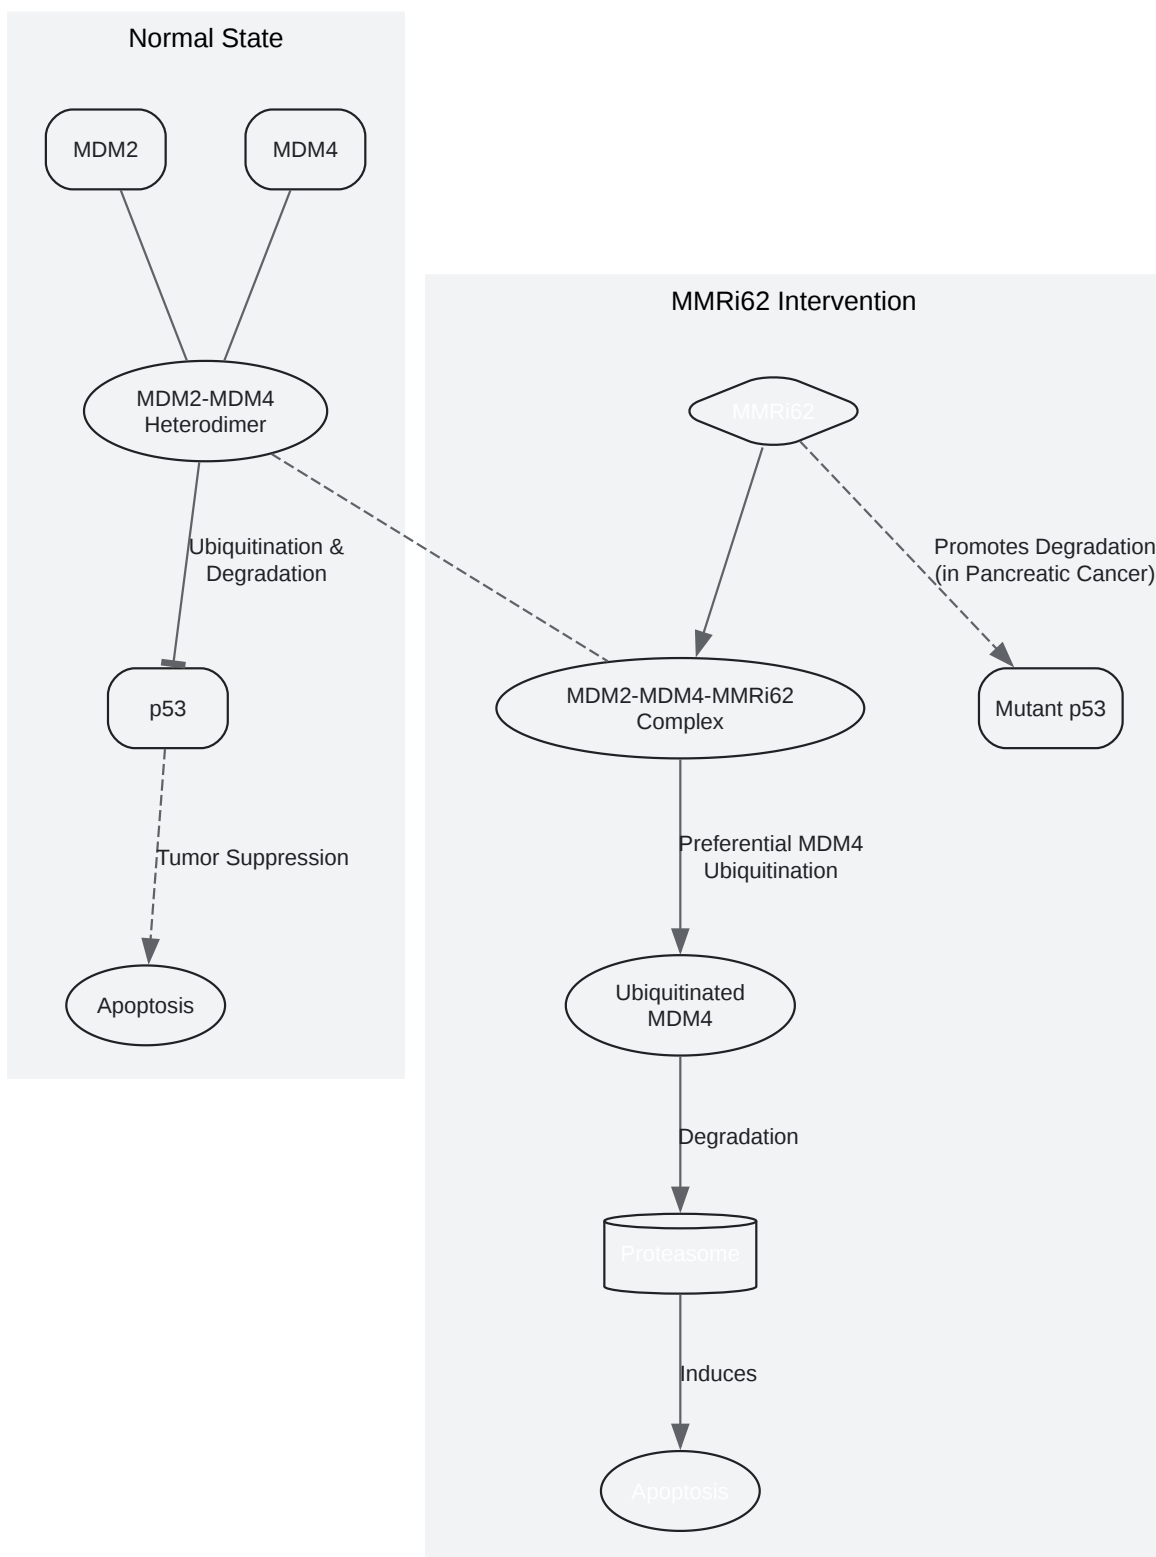 Normal State
MDM2
MDM4
MDM2-MDM4
Heterodimer
Ubiquitination &
Degradation
p53
Tumor Suppression
Apoptosis
MMRi62 Intervention
MMRi62
Promotes Degradation
(in Pancreatic Cancer)
MDM2-MDM4-MMRi62
Complex
Mutant p53
Preferential MDM4
Ubiquitination
Ubiquitinated
MDM4
Degradation
Proteasome
Induces
Apoptosis